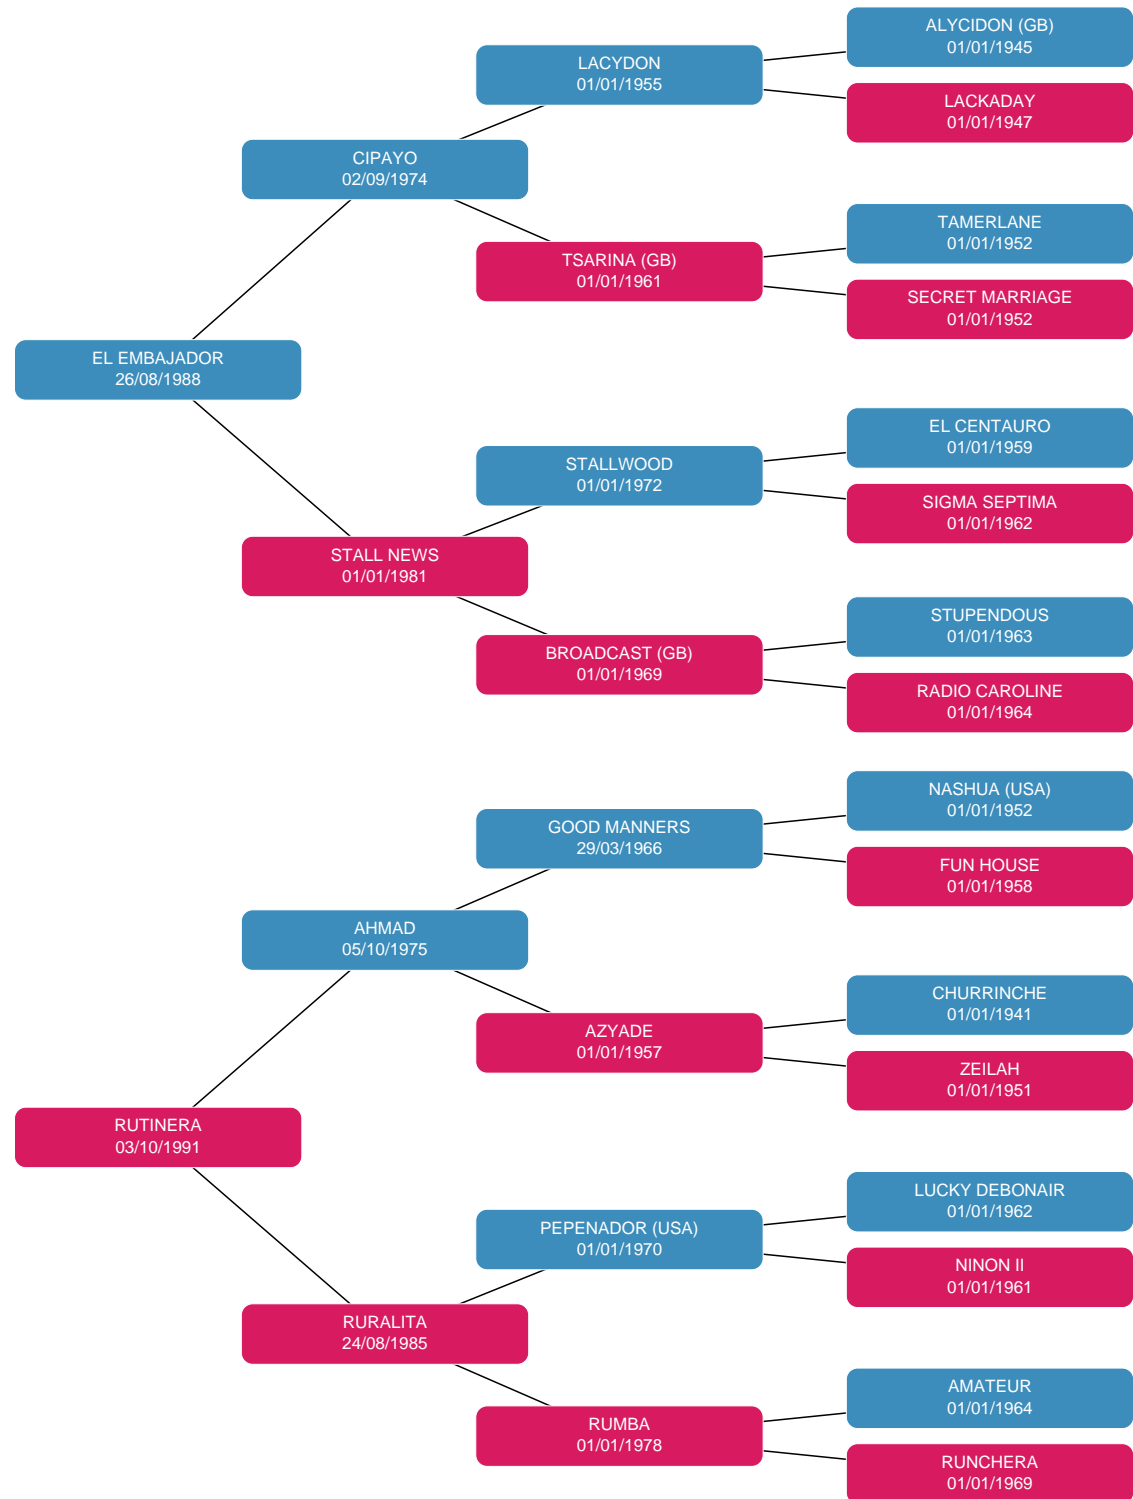 ALYCIDON (GB)
01/01/1945
LACYDON
01/01/1955
LACKADAY
01/01/1947
CIPAYO
02/09/1974
TAMERLANE
01/01/1952
TSARINA (GB)
01/01/1961
SECRET MARRIAGE
01/01/1952
EL EMBAJADOR
26/08/1988
EL CENTAURO
01/01/1959
STALLWOOD
01/01/1972
SIGMA SEPTIMA
01/01/1962
STALL NEWS
01/01/1981
STUPENDOUS
01/01/1963
BROADCAST (GB)
01/01/1969
RADIO CAROLINE
01/01/1964
NASHUA (USA)
01/01/1952
GOOD MANNERS
29/03/1966
FUN HOUSE
01/01/1958
AHMAD
05/10/1975
CHURRINCHE
01/01/1941
AZYADE
01/01/1957
ZEILAH
01/01/1951
RUTINERA
03/10/1991
LUCKY DEBONAIR
01/01/1962
PEPENADOR (USA)
01/01/1970
NINON II
01/01/1961
RURALITA
24/08/1985
AMATEUR
01/01/1964
RUMBA
01/01/1978
RUNCHERA
01/01/1969